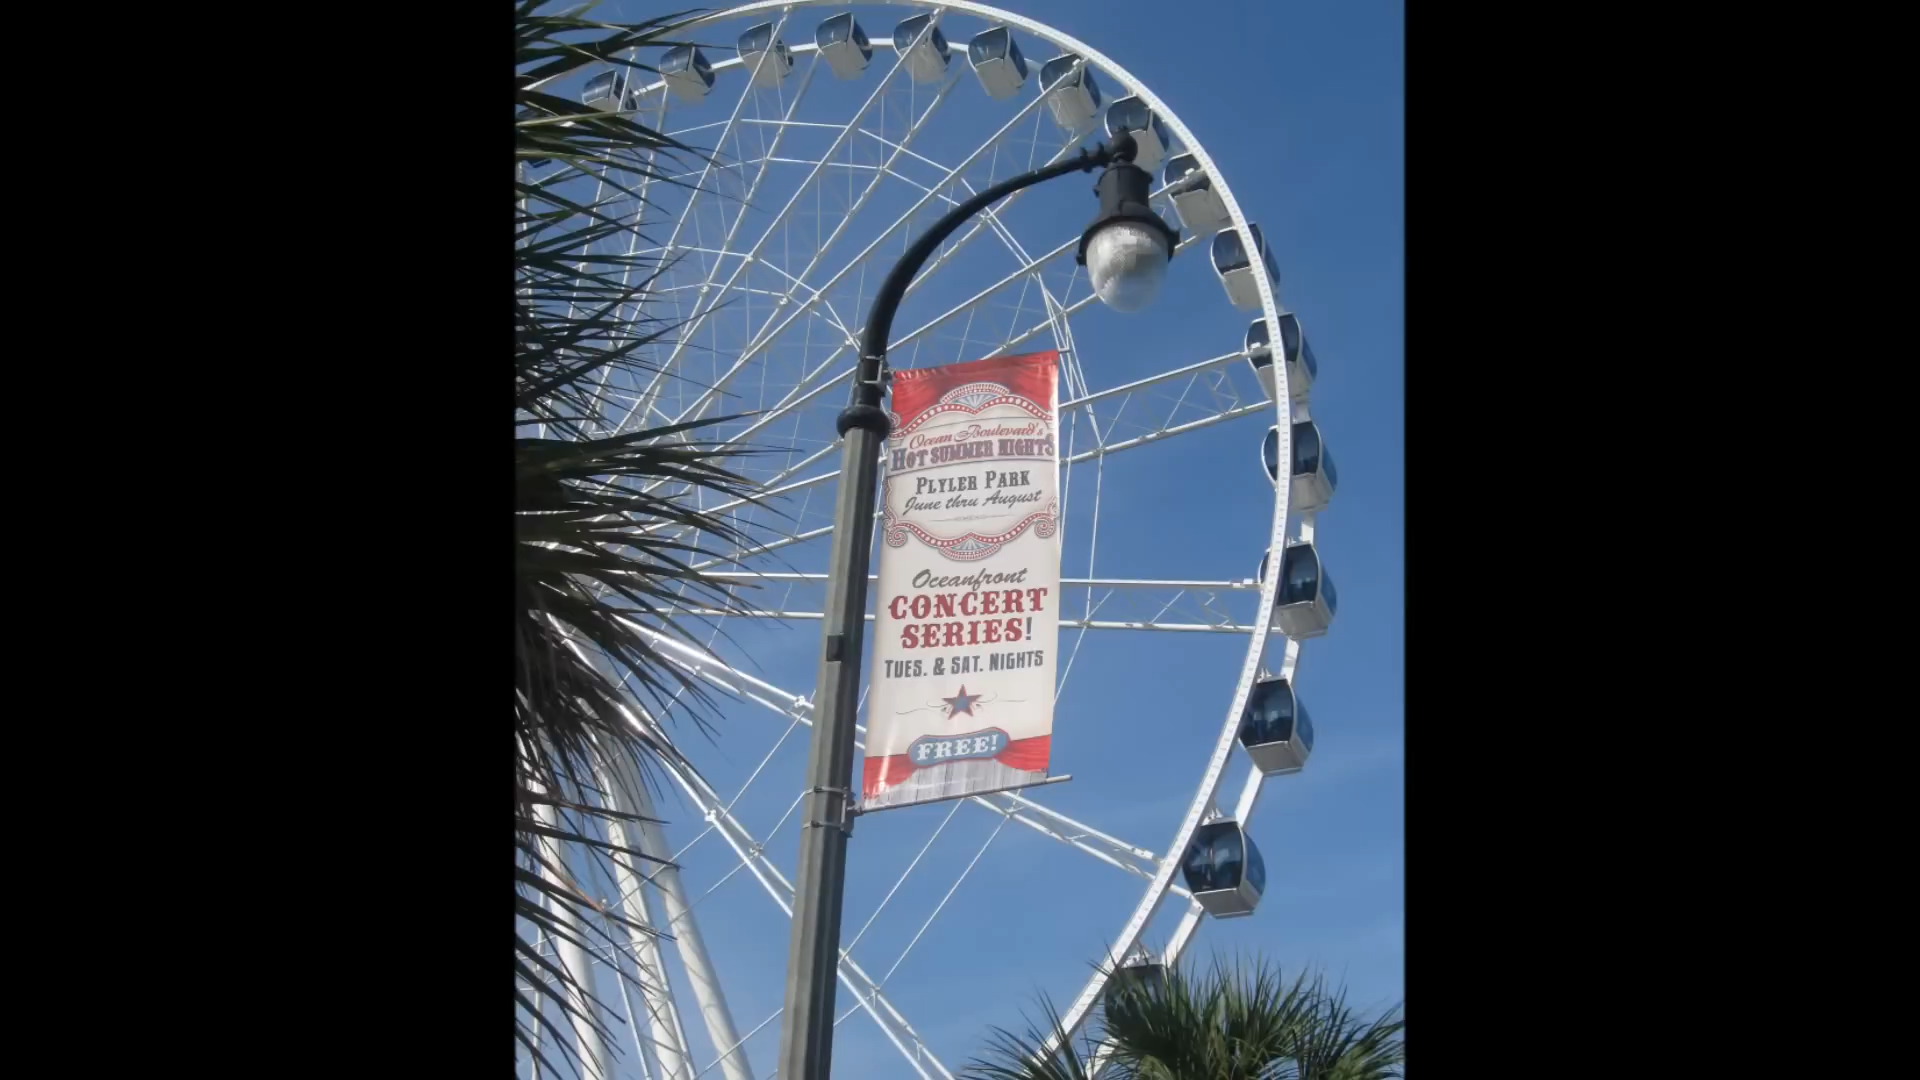 Ocean Boulevard's
HOT SUMMER NIGHTS
PLYLER PARK
June thru August
Oceanfront
CONCERT
SERIES!
TUES. & SAT. NIGHTS
FREE!